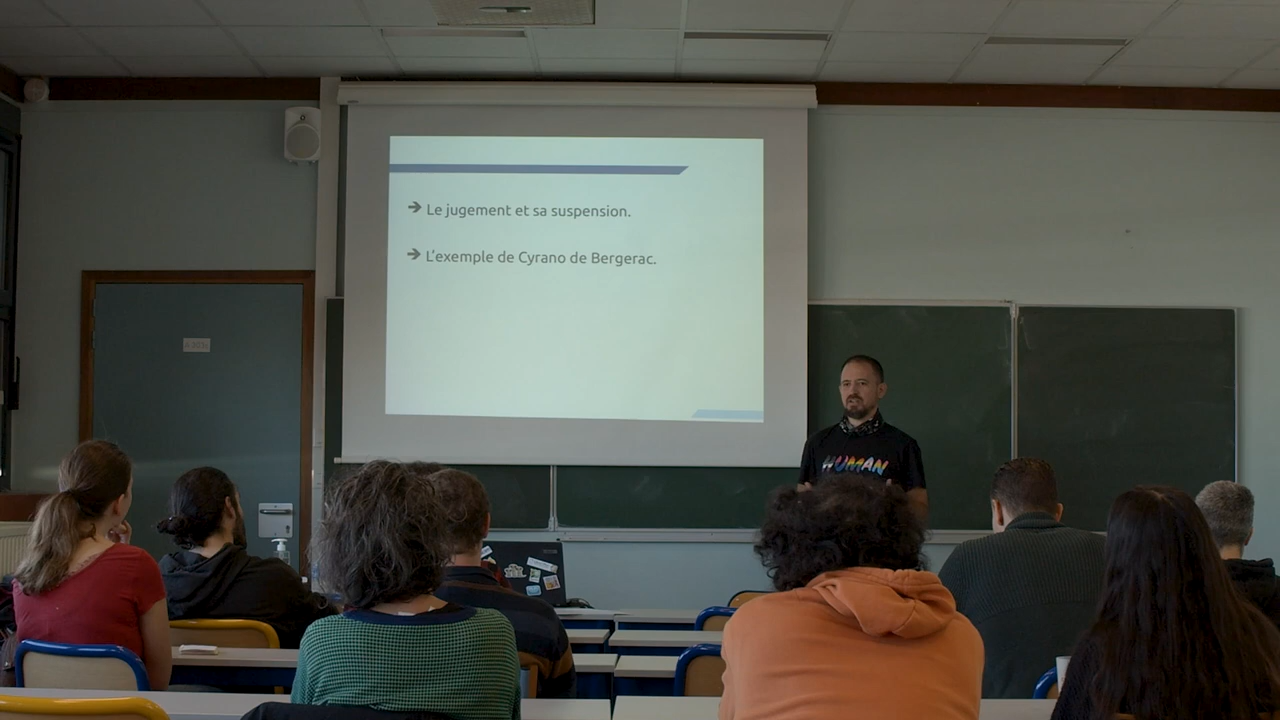 ➔ Le jugement et sa suspension.
➔ L'exemple de Cyrano de Bergerac.
HUMAN